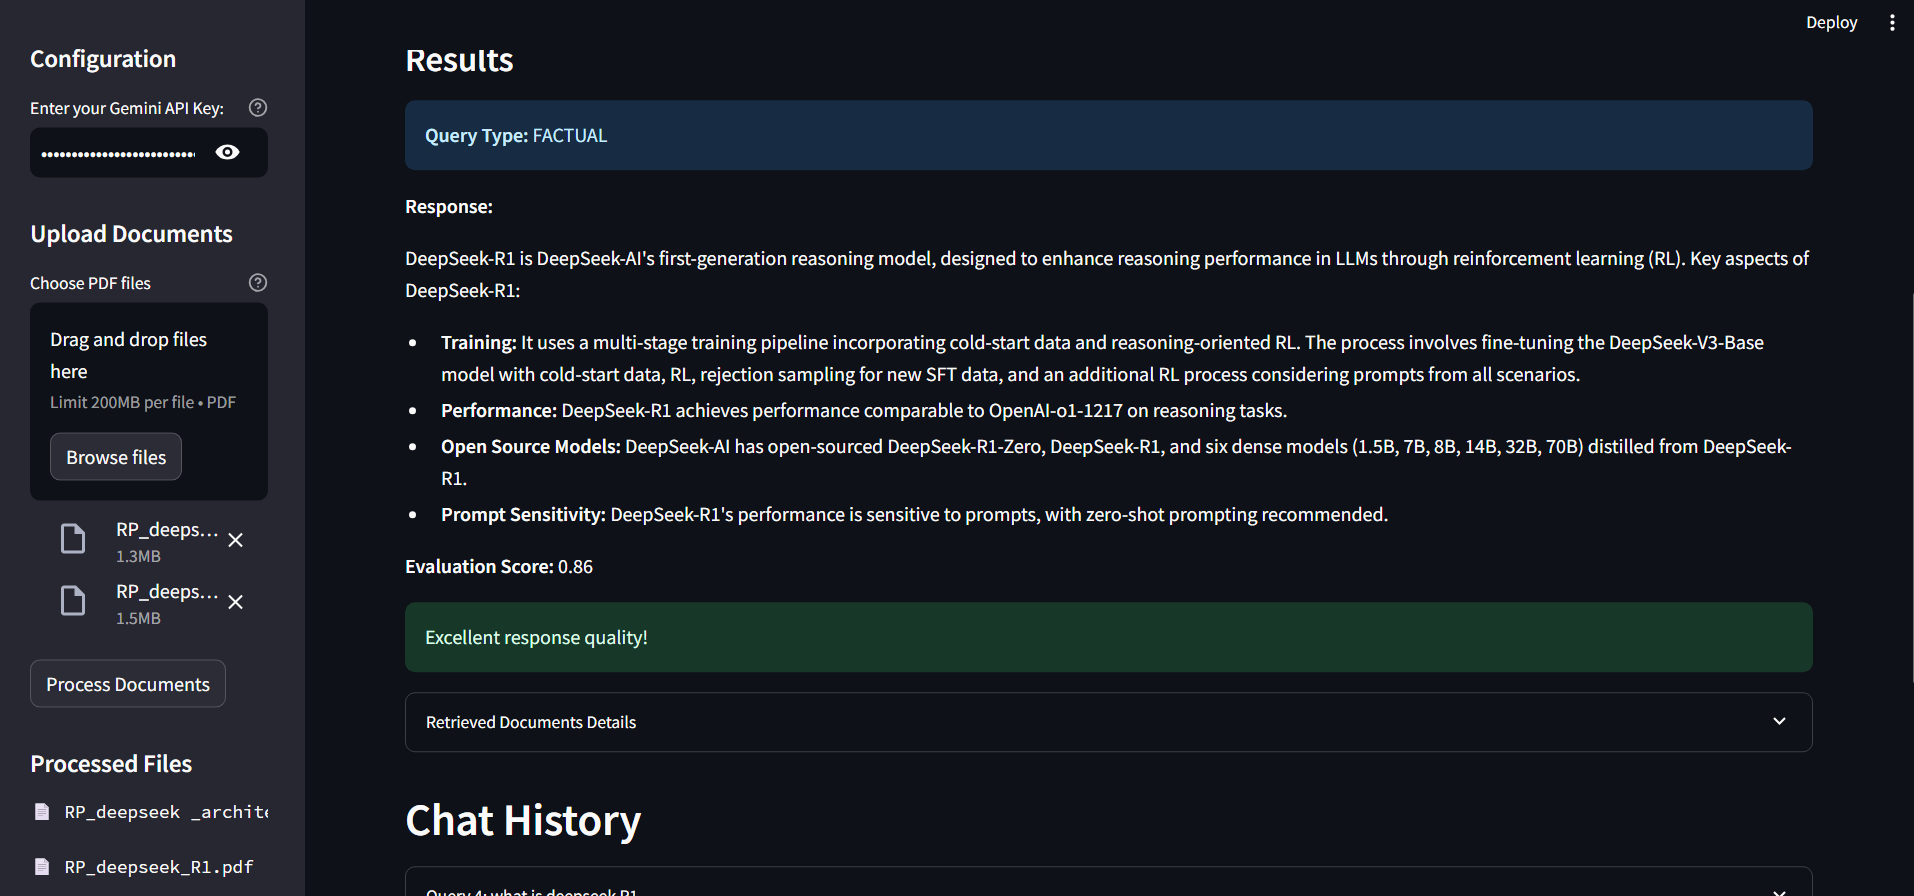 Deploy
Configuration
Enter your Gemini API Key:
Upload Documents
Choose PDF files
Drag and drop files
here
Limit 200MB per file • PDF
Browse files
RP_deeps...
1.3MB
RP_deeps...
1.5MB
Process Documents
Processed Files
RP_deepseek _archite
RP_deepseek_R1.pdf
Results
Query Type: FACTUAL
Response:
DeepSeek-R1 is DeepSeek-AI's first-generation reasoning model, designed to enhance reasoning performance in LLMs through reinforcement learning (RL). Key aspects of
DeepSeek-R1:
• Training: It uses a multi-stage training pipeline incorporating cold-start data and reasoning-oriented RL. The process involves fine-tuning the DeepSeek-V3-Base
model with cold-start data, RL, rejection sampling for new SFT data, and an additional RL process considering prompts from all scenarios.
• Performance: DeepSeek-R1 achieves performance comparable to OpenAI-o1-1217 on reasoning tasks.
• Open Source Models: DeepSeek-AI has open-sourced DeepSeek-R1-Zero, DeepSeek-R1, and six dense models (1.5B, 7B, 8B, 14B, 32B, 70B) distilled from DeepSeek-
R1.
• Prompt Sensitivity: DeepSeek-R1's performance is sensitive to prompts, with zero-shot prompting recommended.
Evaluation Score: 0.86
Excellent response quality!
Retrieved Documents Details
Chat History
Query 4: what is deepseek R1